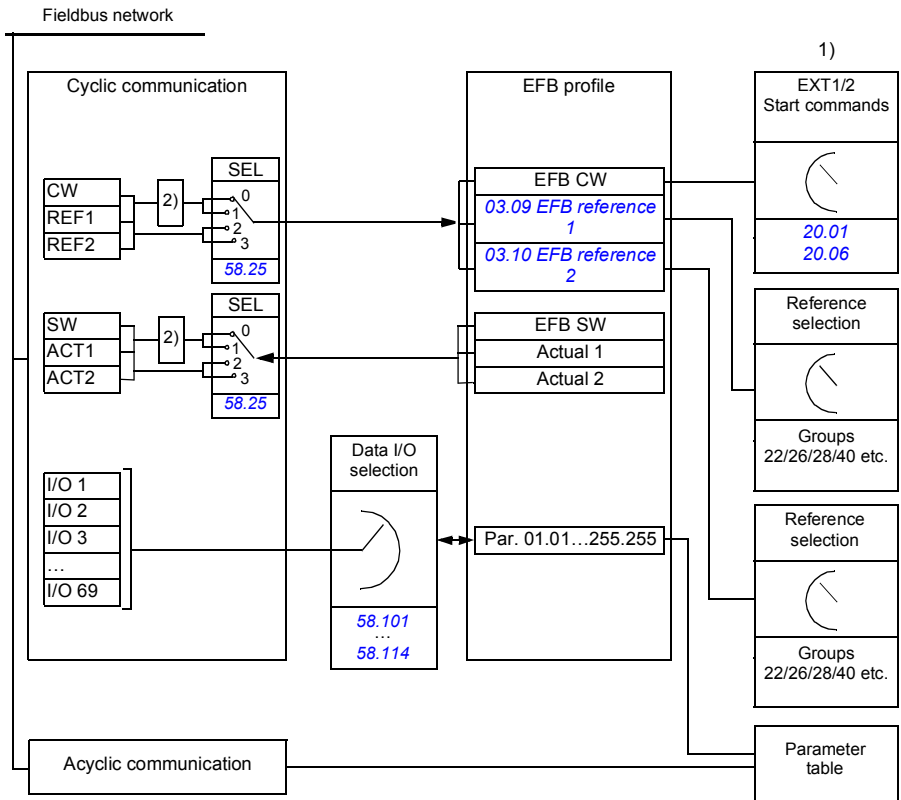 Fieldbus network
1)
Cyclic communication
EFB profile
EXT1/2
Start commands
20.01
20.06
SEL
CW
REF1
REF2
2)
0
1
2
3
58.25
EFB CW
03.09 EFB reference
1
03.10 EFB reference
2
SEL
SW
ACT1
ACT2
2)
0
1
2
3
58.25
EFB SW
Actual 1
Actual 2
Reference
selection
Groups
22/26/28/40 etc.
I/O 1
I/O 2
I/O 3
…
I/O 69
Data I/O
selection
58.101
…
58.114
Par. 01.01…255.255
Reference
selection
Groups
22/26/28/40 etc.
Acyclic communication
Parameter
table